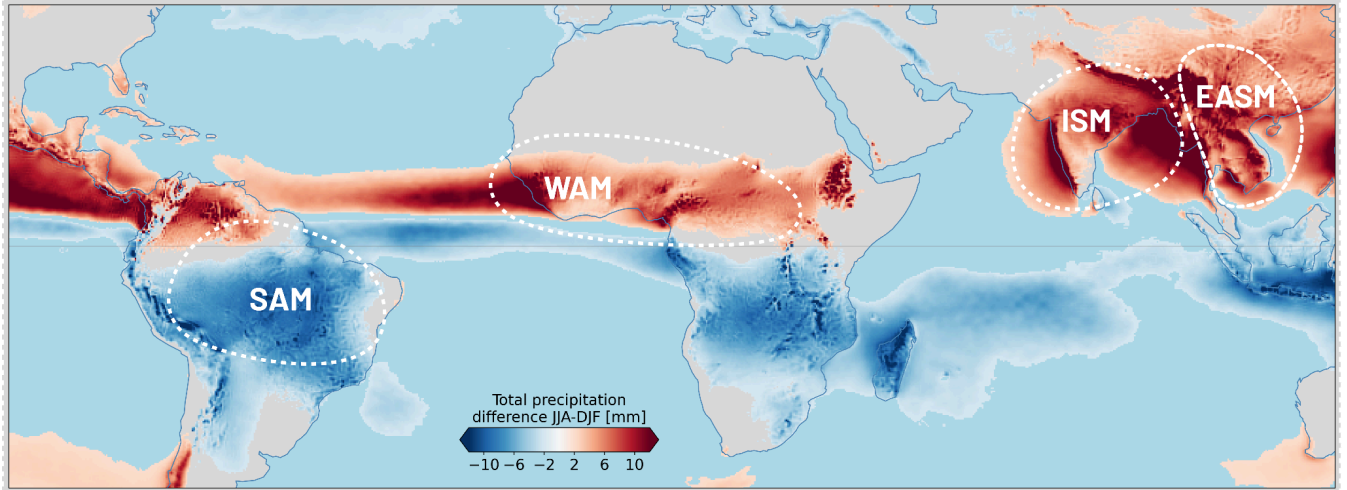 EASM
ISM
WAM
SAM
Total precipitation
difference JJA-DJF [mm]
−10 −6 −2 2 6 10